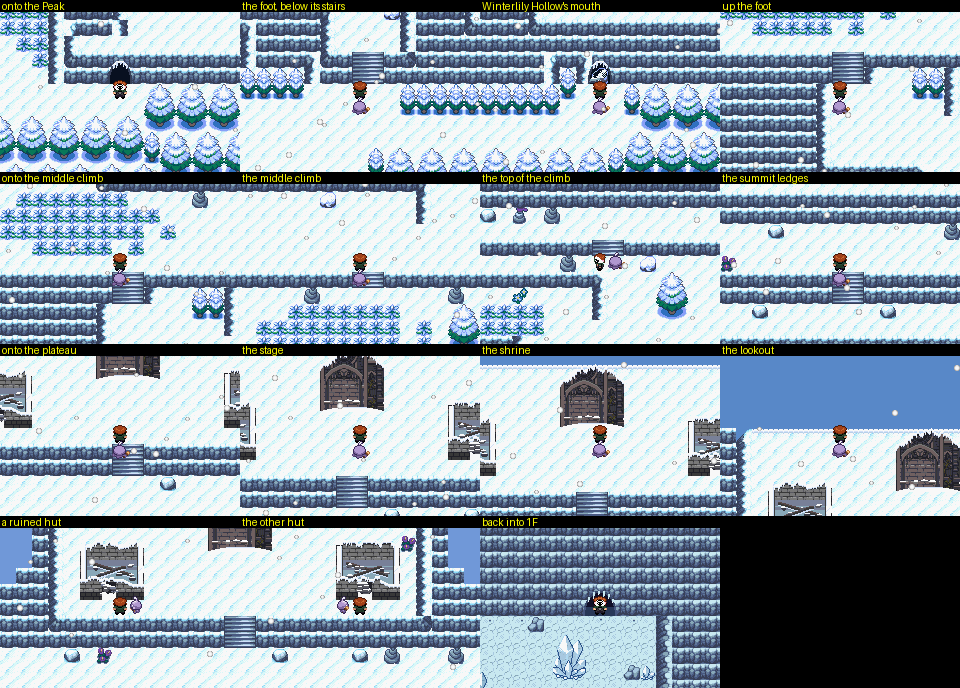 onto the Peak
the foot, below its stairs
Winterlily Hollow's mouth
up the foot
onto the middle climb
the middle climb
the top of the climb
the summit ledges
onto the plateau
the stage
the shrine
the lookout
a ruined hut
the other hut
back into 1F